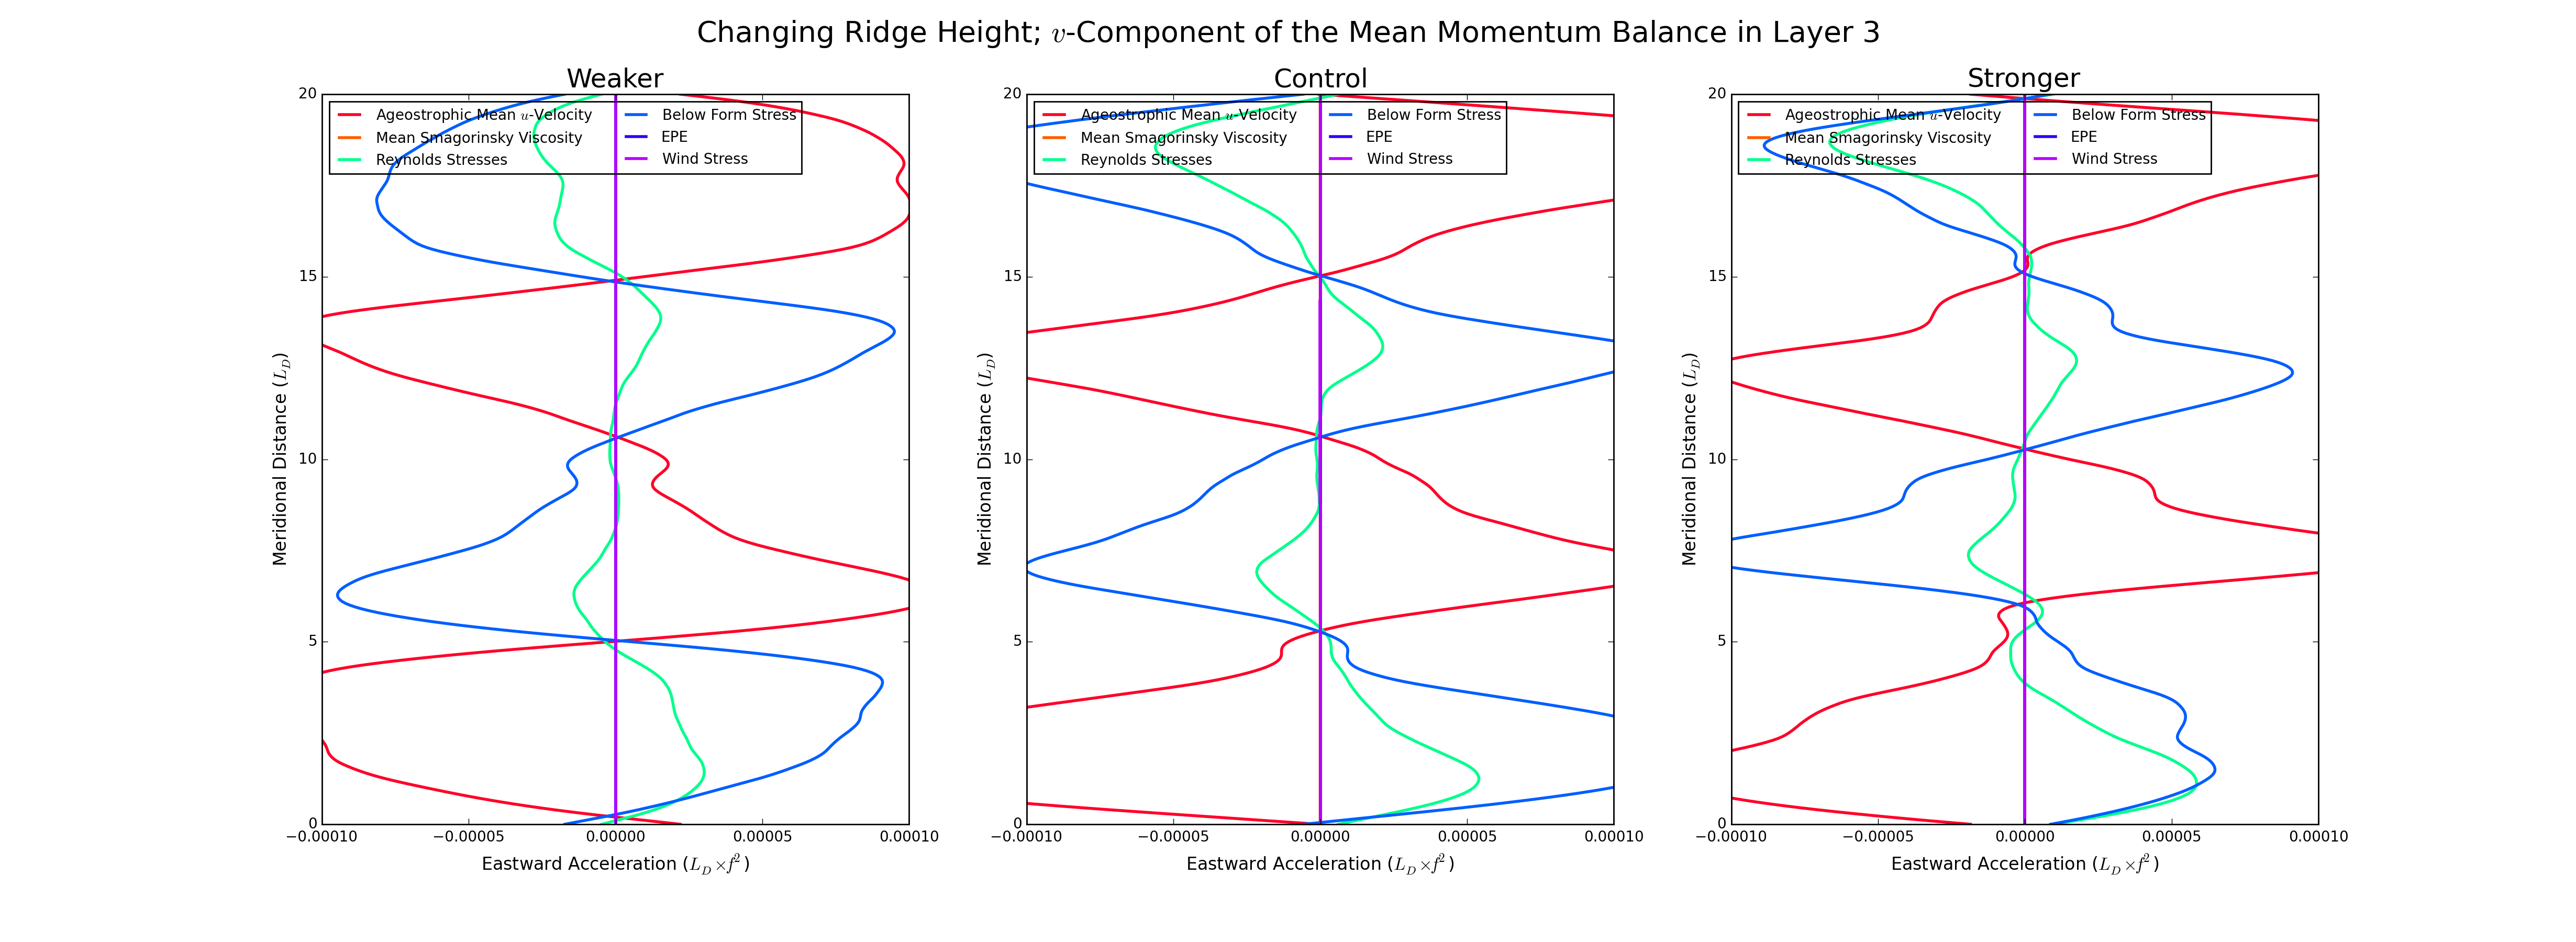 Changing Ridge Height; v-Component of the Mean Momentum Balance in Layer 3
Weaker
Ageostrophic Mean u-Velocity
Mean Smagorinsky Viscosity
Reynolds Stresses
Below Form Stress
EPE
Wind Stress
20
15
10
5
0
Meridional Distance (L_D)
−0.00010 −0.00005 0.00000 0.00005 0.00010
Eastward Acceleration (L_D×f²)
Control
Ageostrophic Mean u-Velocity
Mean Smagorinsky Viscosity
Reynolds Stresses
Below Form Stress
EPE
Wind Stress
20
15
10
5
0
Meridional Distance (L_D)
−0.00010 −0.00005 0.00000 0.00005 0.00010
Eastward Acceleration (L_D×f²)
Stronger
Ageostrophic Mean u-Velocity
Mean Smagorinsky Viscosity
Reynolds Stresses
Below Form Stress
EPE
Wind Stress
20
15
10
5
0
Meridional Distance (L_D)
−0.00010 −0.00005 0.00000 0.00005 0.00010
Eastward Acceleration (L_D×f²)